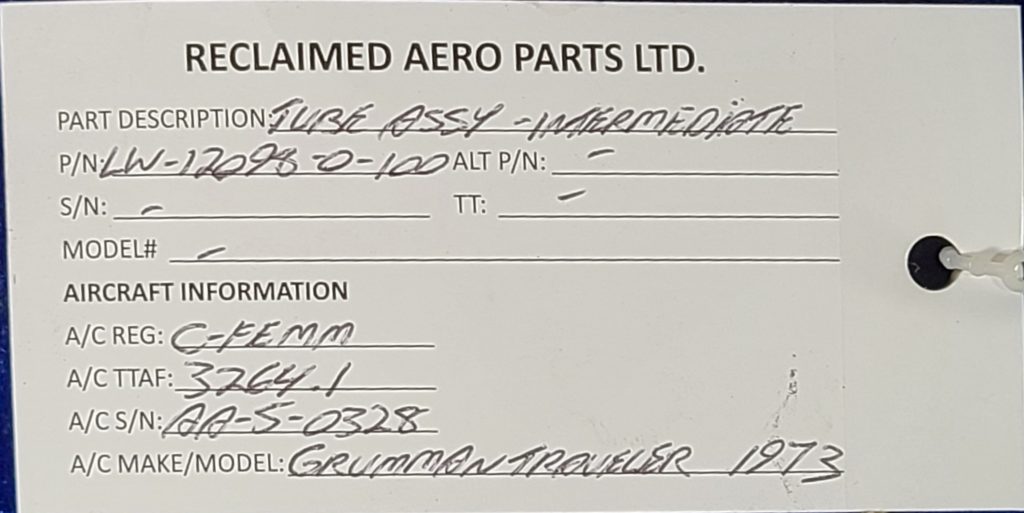 RECLAIMED AERO PARTS LTD.
PART DESCRIPTION: TUBE ASSY - INTERMEDIATE
P/N: LW-12098-0-100 ALT P/N: -
S/N: - TT: -
MODEL# -
AIRCRAFT INFORMATION
A/C REG: C-FEMM
A/C TTAF: 3264.1
A/C S/N: AA-5-0328
A/C MAKE/MODEL: GRUMMAN TRAVELER 1973